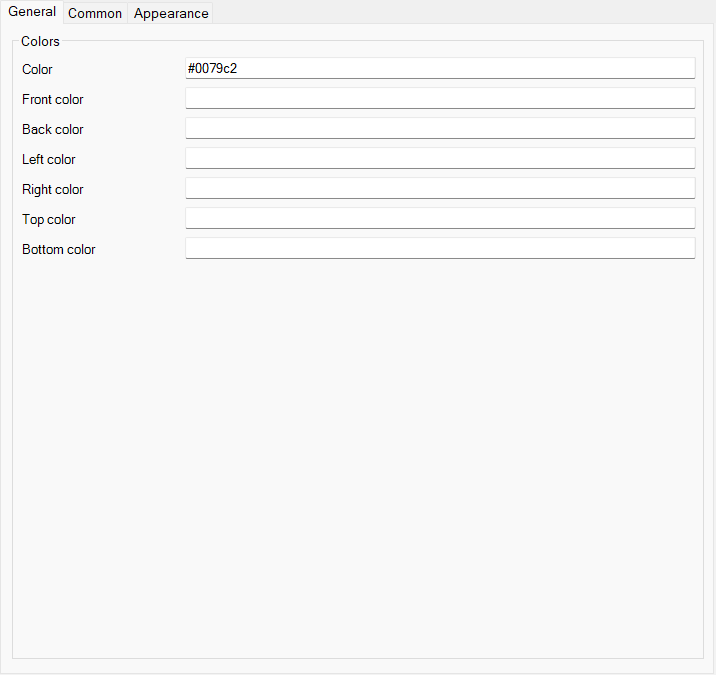 General Common Appearance
Colors
Color #0079c2
Front color
Back color
Left color
Right color
Top color
Bottom color